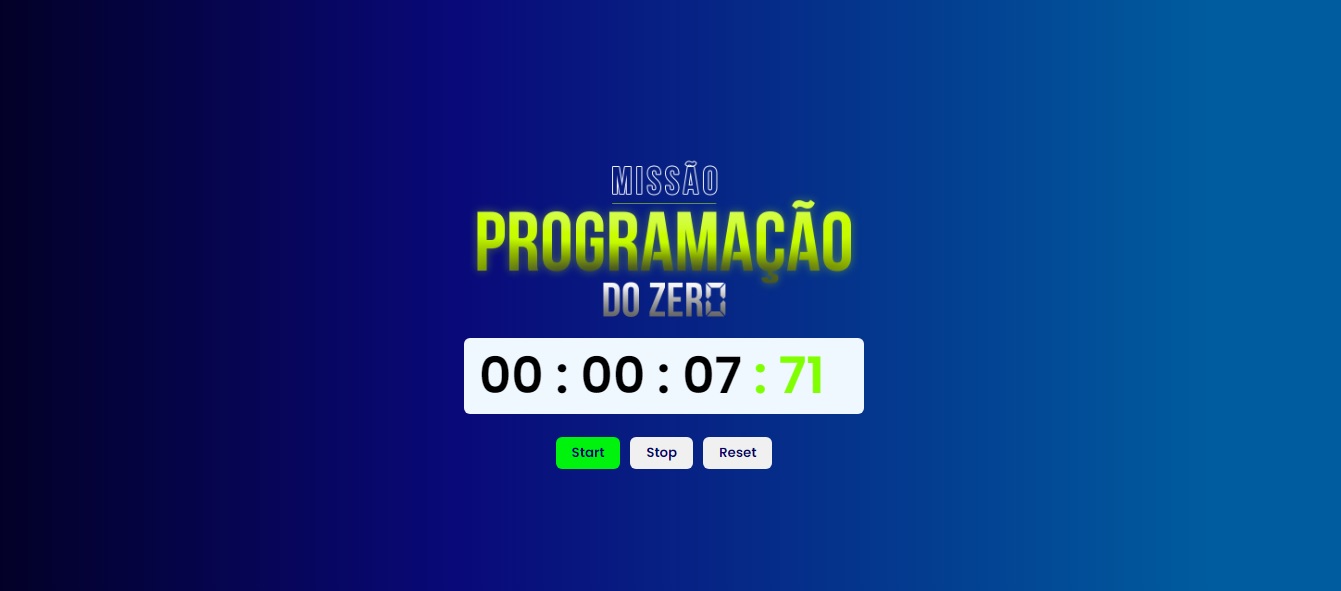 MISSÃO
PROGRAMAÇÃO
DO ZERO
00 : 00 : 07 : 71
Start Stop Reset